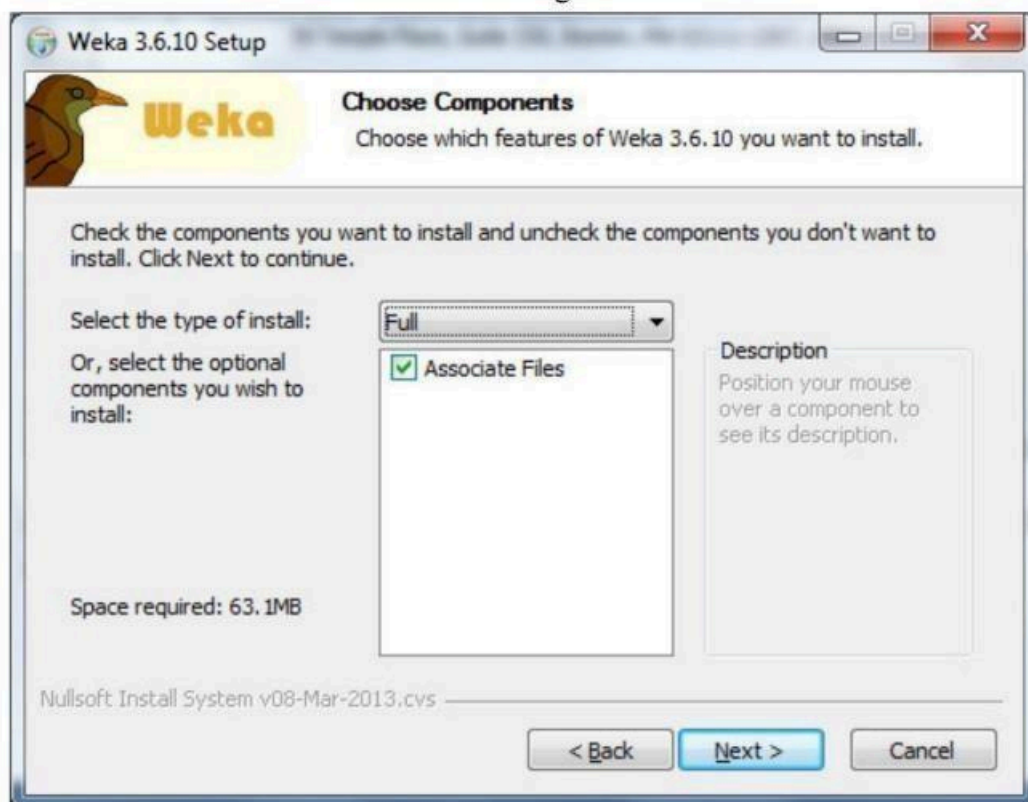 Weka 3.6.10 Setup
Weka
Choose Components
Choose which features of Weka 3.6.10 you want to install.
Check the components you want to install and uncheck the components you don't want to
install. Click Next to continue.
Select the type of install:
Full
Or, select the optional
components you wish to
install:
Associate Files
Description
Position your mouse
over a component to
see its description.
Space required: 63.1MB
Nullsoft Install System v08-Mar-2013.cvs
< Back
Next >
Cancel